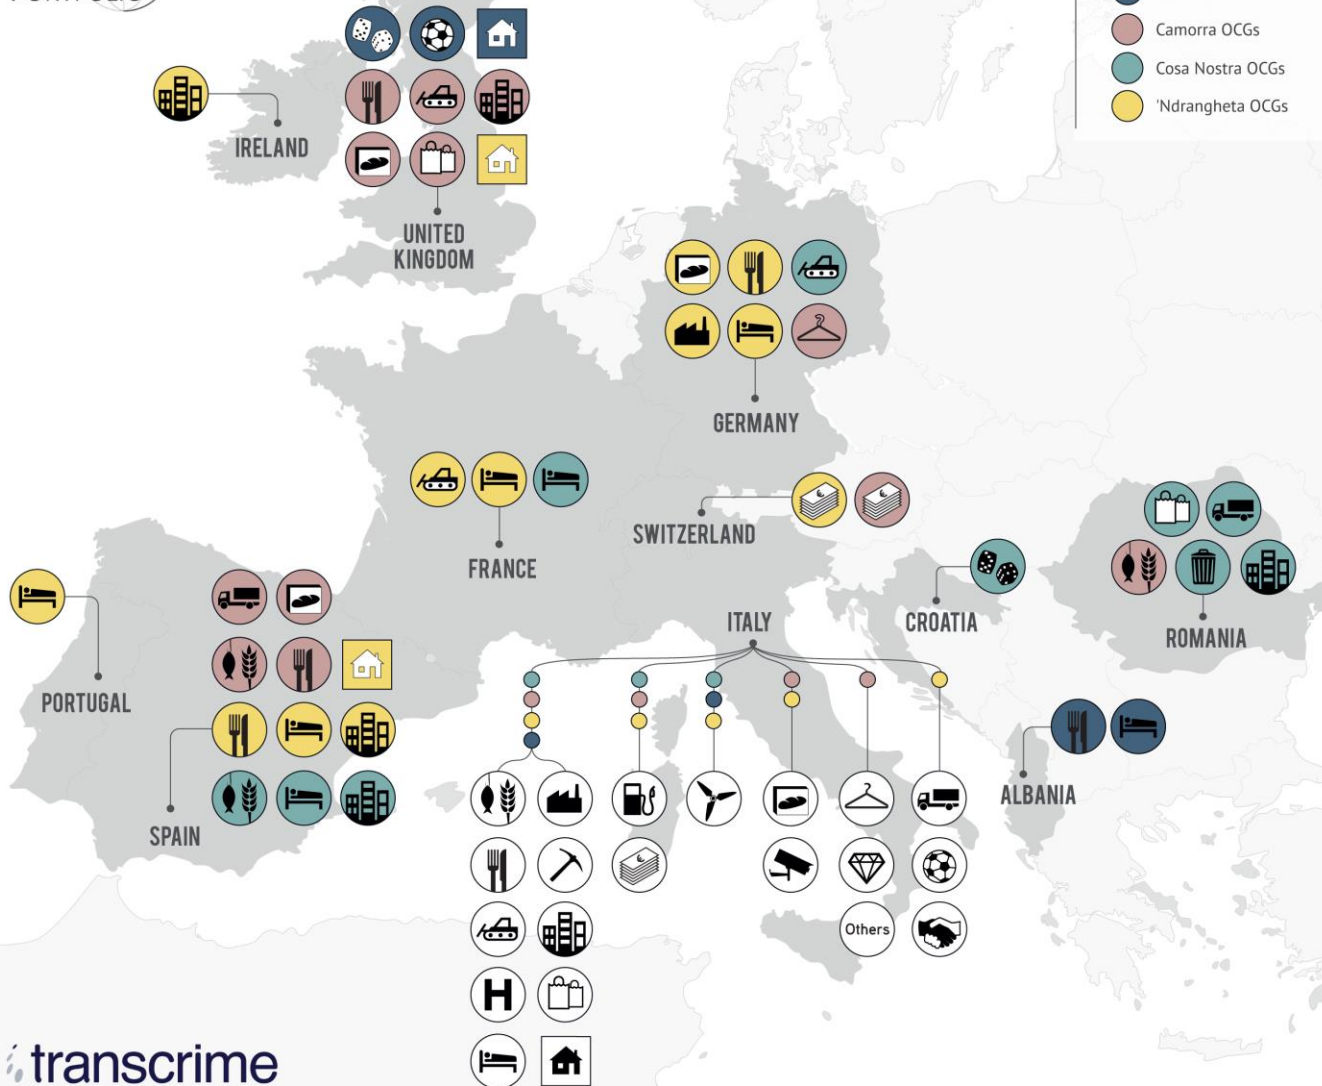 Camorra OCGs
Cosa Nostra OCGs
'Ndrangheta OCGs
IRELAND
UNITED
KINGDOM
GERMANY
SWITZERLAND
FRANCE
ITALY
CROATIA
ROMANIA
PORTUGAL
SPAIN
ALBANIA
H
Others
transcrime